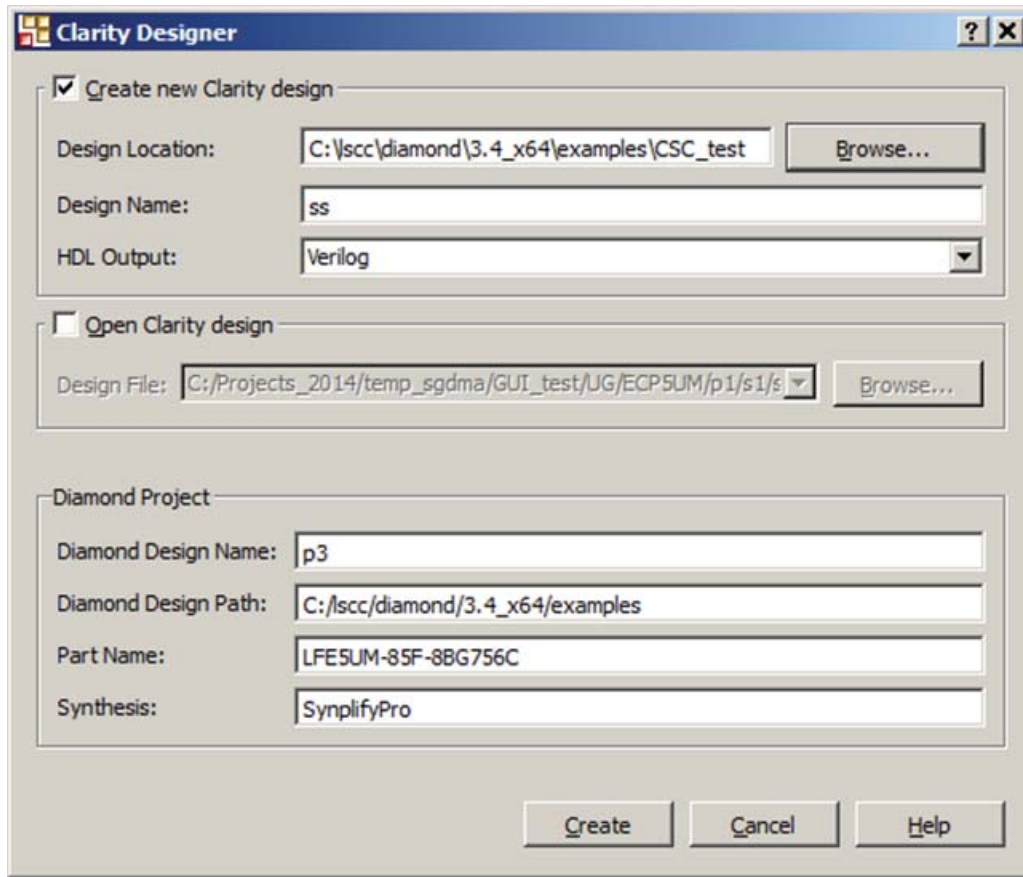 Clarity Designer
Create new Clarity design
Design Location: C:\lscc\diamond\3.4_x64\examples\CSC_test Browse...
Design Name: ss
HDL Output: Verilog
Open Clarity design
Design File: C:/Projects_2014/temp_sgdma/GUI_test/UG/ECP5UM/p1/s1/s Browse...
Diamond Project
Diamond Design Name: p3
Diamond Design Path: C:/lscc/diamond/3.4_x64/examples
Part Name: LFE5UM-85F-8BG756C
Synthesis: SynplifyPro
Create Cancel Help